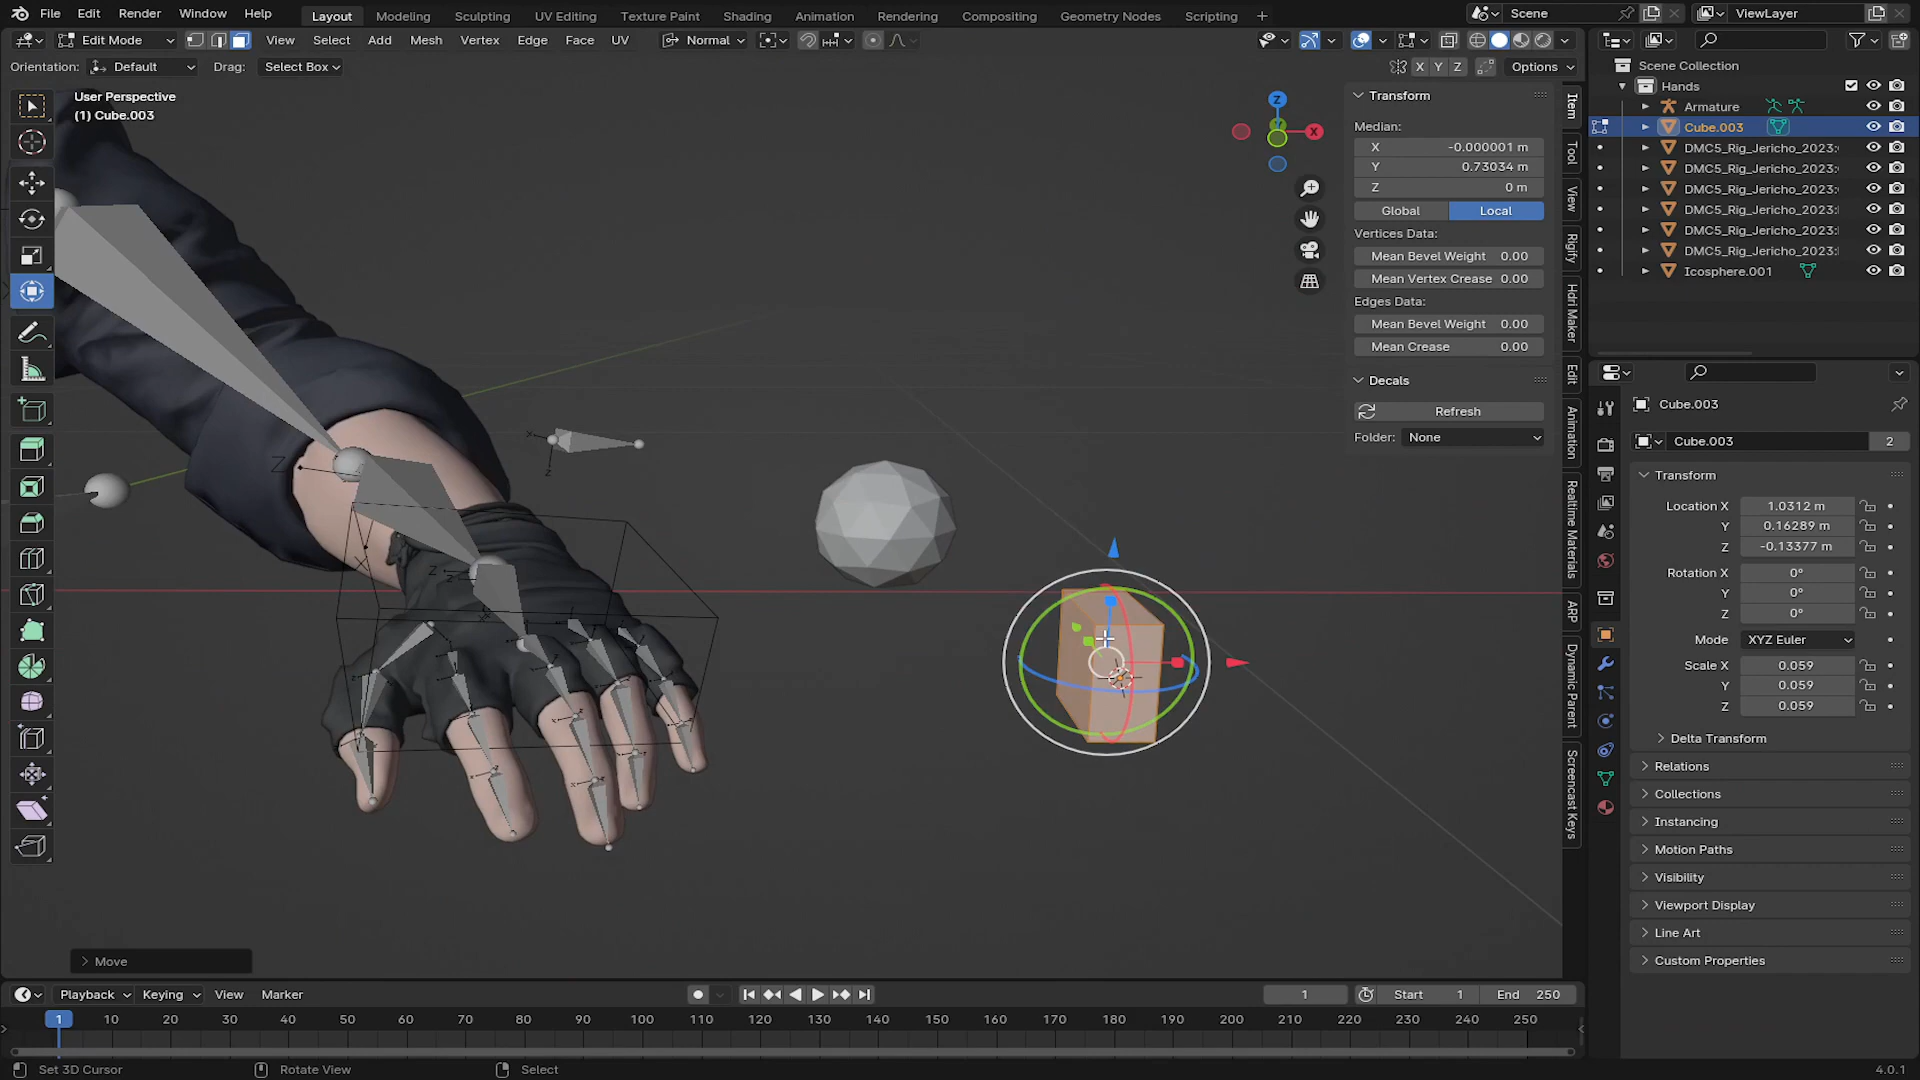 File Edit Render Window Help Layout Modeling Sculpting UV Editing Texture Paint Shading Animation Rendering Compositing Geometry Nodes Scripting + Scene ViewLayer
Edit Mode View Select Add Mesh Vertex Edge Face UV Normal
Orientation: Default Drag: Select Box X Y Z Options
User Perspective
(1) Cube.003
Z
X
Transform
Median:
X -0.000001 m
Y 0.73034 m
Z 0 m
Global Local
Vertices Data:
Mean Bevel Weight 0.00
Mean Vertex Crease 0.00
Edges Data:
Mean Bevel Weight 0.00
Mean Crease 0.00
Decals
Refresh
Folder: None
Item
Tool
View
Rigify
Hdri Maker
Edit
Animation
Realtime Materials
ARP
Dynamic Parent
Screencast Keys
Scene Collection
Hands
Armature
Cube.003
DMC5_Rig_Jericho_2023:
DMC5_Rig_Jericho_2023:
DMC5_Rig_Jericho_2023:
DMC5_Rig_Jericho_2023:
DMC5_Rig_Jericho_2023:
DMC5_Rig_Jericho_2023:
Icosphere.001
Cube.003
Cube.003 2
Transform
Location X 1.0312 m
Y 0.16289 m
Z -0.13377 m
Rotation X 0°
Y 0°
Z 0°
Mode XYZ Euler
Scale X 0.059
Y 0.059
Z 0.059
Delta Transform
Relations
Collections
Instancing
Motion Paths
Visibility
Viewport Display
Line Art
Custom Properties
Move
Playback Keying View Marker 1 Start 1 End 250
1 10 20 30 40 50 60 70 80 90 100 110 120 130 140 150 160 170 180 190 200 210 220 230 240 250
Set 3D Cursor Rotate View Select 4.0.1